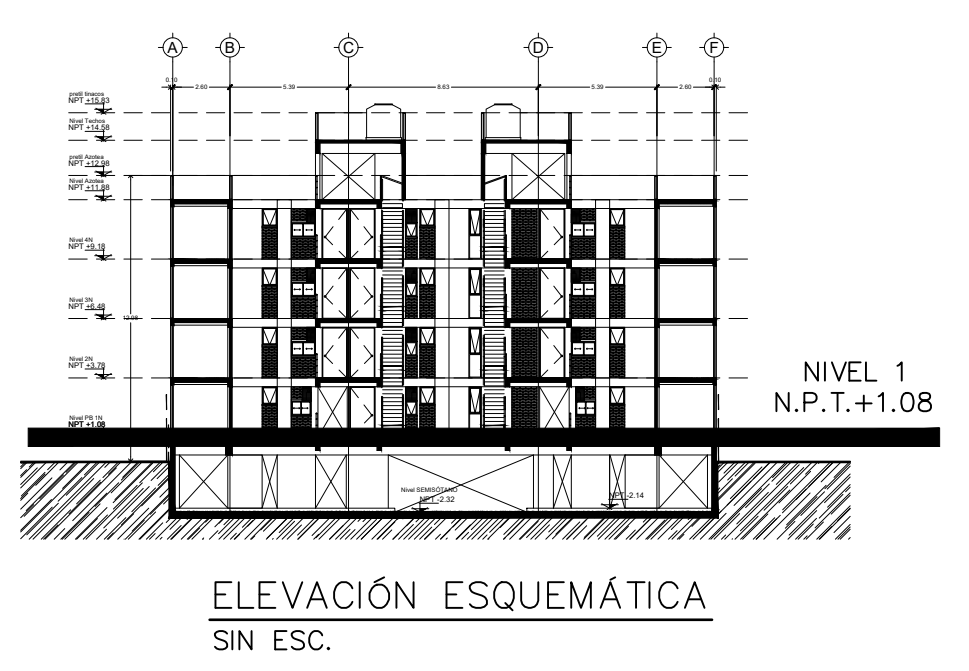 A B C D E F
0.10 2.60 5.39 8.63 5.39 2.60 0.10
pretil tinacos
NPT +15.83
Nivel Techos
NPT +14.58
pretil Azotea
NPT +12.98
Nivel Azotea
NPT +11.88
Nivel 4N
NPT +9.18
Nivel 3N
NPT +6.48
12.98
Nivel 2N
NPT +3.78
NIVEL 1
N.P.T.+1.08
Nivel PB 1N
NPT +1.08
Nivel SEMISÓTANO
NPT -2.32
NPT -2.14
ELEVACIÓN ESQUEMÁTICA
SIN ESC.